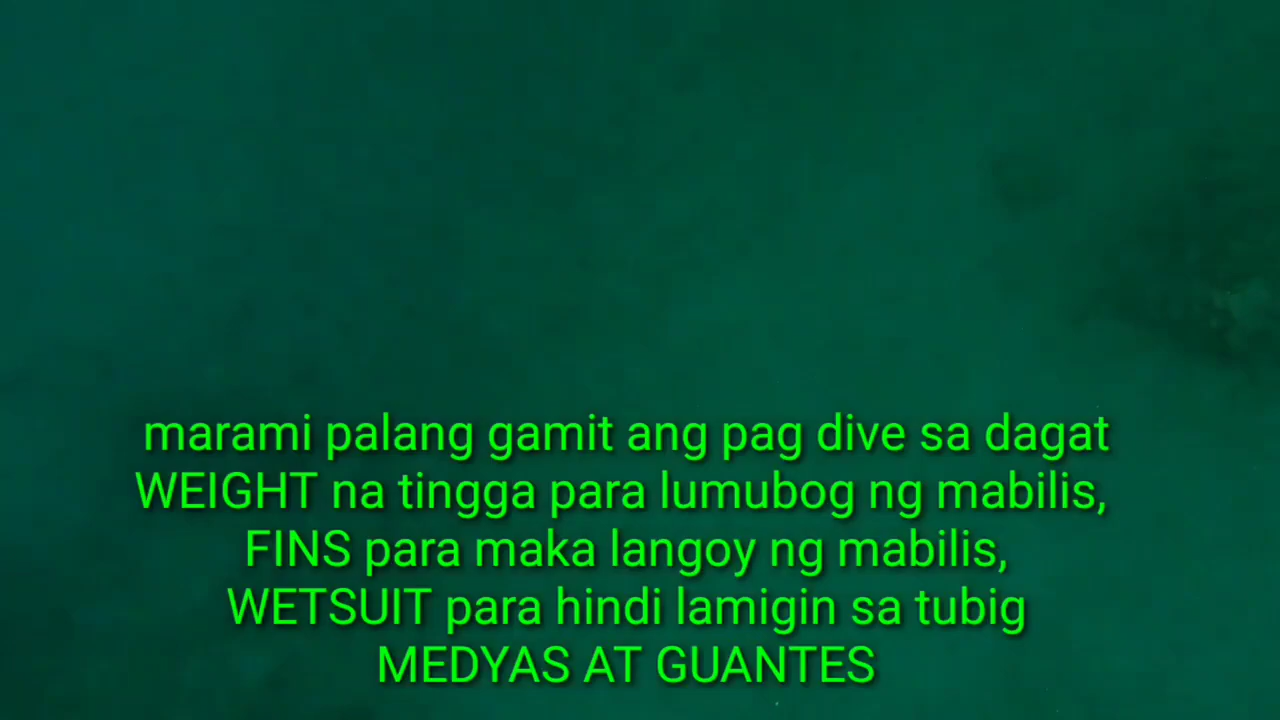 marami palang gamit ang pag dive sa dagat
WEIGHT na tingga para lumubog ng mabilis,
FINS para maka langoy ng mabilis,
WETSUIT para hindi lamigin sa tubig
MEDYAS AT GUANTES